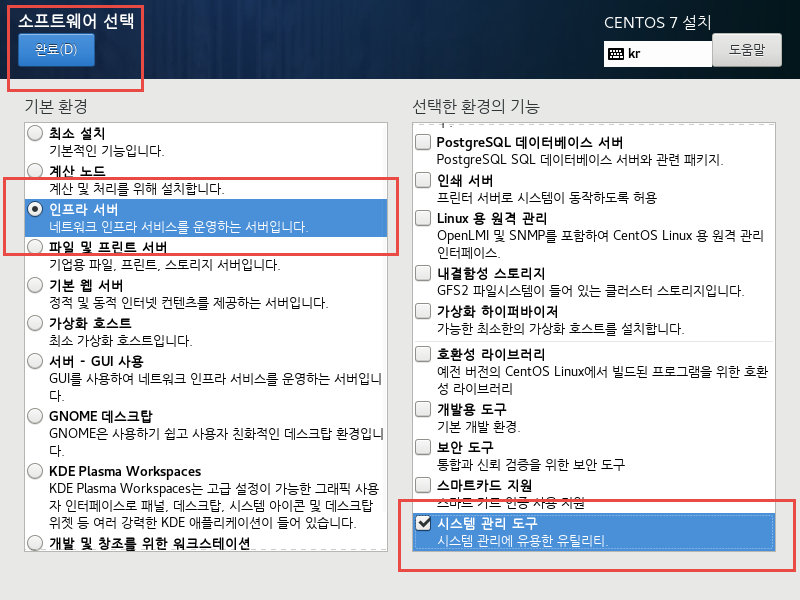 소프트웨어 선택
완료(D)
CENTOS 7 설치
kr
도움말
기본 환경
최소 설치
기본적인 기능입니다.
계산 노드
계산 및 처리를 위해 설치합니다.
인프라 서버
네트워크 인프라 서비스를 운영하는 서버입니다.
파일 및 프린트 서버
기업용 파일, 프린트, 스토리지 서버입니다.
기본 웹 서버
정적 및 동적 인터넷 컨텐츠를 제공하는 서버입니다.
가상화 호스트
최소 가상화 호스트입니다.
서버 - GUI 사용
GUI를 사용하여 네트워크 인프라 서비스를 운영하는 서버입니
다.
GNOME 데스크탑
GNOME은 사용하기 쉽고 사용자 친화적인 데스크탑 환경입니
다.
KDE Plasma Workspaces
KDE Plasma Workspaces는 고급 설정이 가능한 그래픽 사용
자 인터페이스로 패널, 데스크탑, 시스템 아이콘 및 데스크탑
위젯 등 여러 강력한 KDE 애플리케이션이 들어 있습니다.
개발 및 창조를 위한 워크스테이션
선택한 환경의 기능
PostgreSQL 데이터베이스 서버
PostgreSQL SQL 데이터베이스 서버와 관련 패키지.
인쇄 서버
프린터 서버로 시스템이 동작하도록 허용
Linux 용 원격 관리
OpenLMI 및 SNMP를 포함하여 CentOS Linux 용 원격 관리
인터페이스.
내결함성 스토리지
GFS2 파일시스템이 들어 있는 클러스터 스토리지입니다.
가상화 하이퍼바이저
가능한 최소한의 가상화 호스트를 설치합니다.
호환성 라이브러리
예전 버전의 CentOS Linux에서 빌드된 프로그램을 위한 호환
성 라이브러리
개발용 도구
기본 개발 환경.
보안 도구
통합과 신뢰 검증을 위한 보안 도구
스마트카드 지원
스마트 카드 인증 사용 지원
시스템 관리 도구
시스템 관리에 유용한 유틸리티.